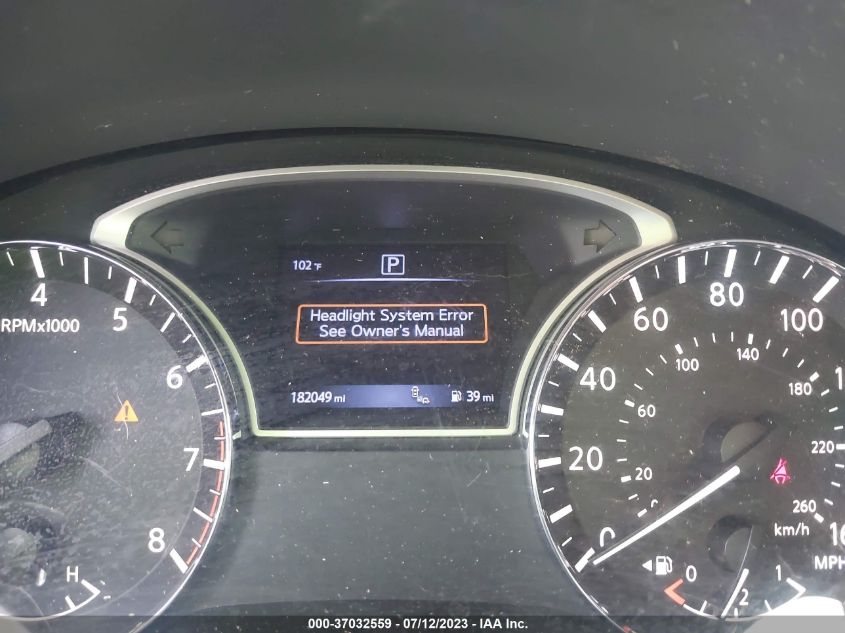 102 °F P
Headlight System Error
See Owner's Manual
182049 mi 39 mi
4 5 6 7 8
RPMx1000
H
0 20 40 60 80 100
20 60 100 140 180 220 260
km/h
MPH
0 1 2
000-37032559 - 07/12/2023 - IAA Inc.